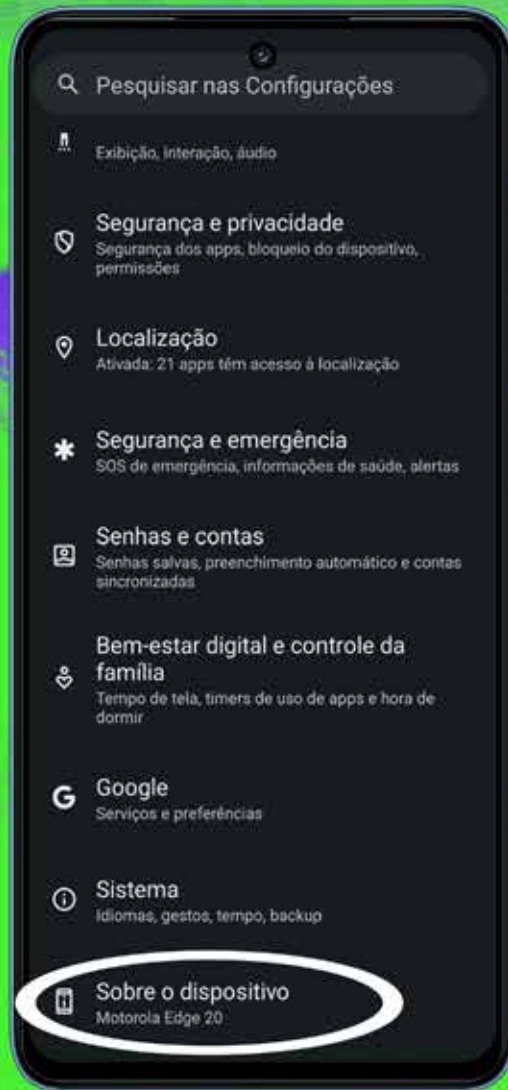 Pesquisar nas Configurações
Exibição, interação, áudio
Segurança e privacidade
Segurança dos apps, bloqueio do dispositivo,
permissões
Localização
Ativada: 21 apps têm acesso à localização
Segurança e emergência
SOS de emergência, informações de saúde, alertas
Senhas e contas
Senhas salvas, preenchimento automático e contas
sincronizadas
Bem-estar digital e controle da
família
Tempo de tela, timers de uso de apps e hora de
dormir
Google
Serviços e preferências
Sistema
Idiomas, gestos, tempo, backup
Sobre o dispositivo
Motorola Edge 20